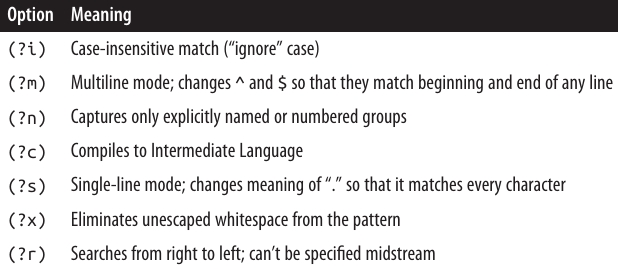 Option Meaning
(?i) Case-insensitive match (“ignore” case)
(?m) Multiline mode; changes ^ and $ so that they match beginning and end of any line
(?n) Captures only explicitly named or numbered groups
(?c) Compiles to Intermediate Language
(?s) Single-line mode; changes meaning of “.” so that it matches every character
(?x) Eliminates unescaped whitespace from the pattern
(?r) Searches from right to left; can’t be specified midstream